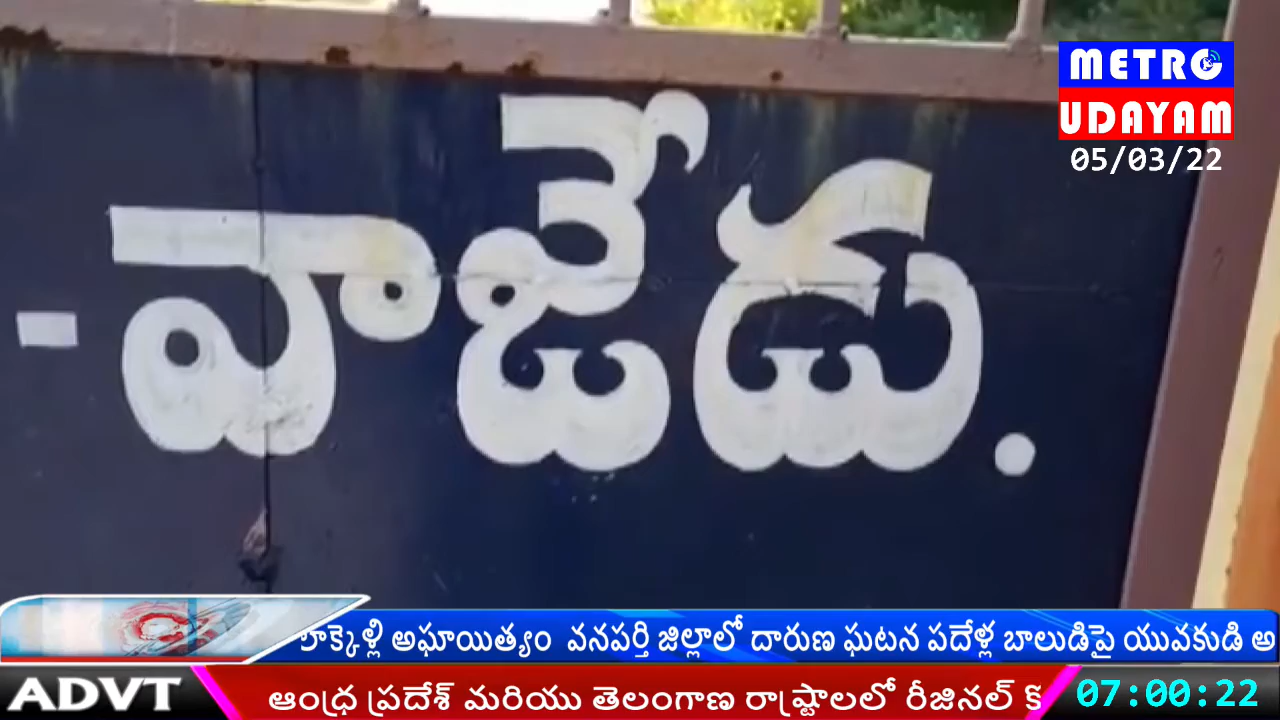 METRO
UDAYAM
05/03/22
- వాజేడు.
అఘాయిత్యం వనపర్తి జిల్లాలో దారుణ ఘటన పదేళ్ల బాలుడిపై యువకుడి అ
ADVT
ఆంధ్ర ప్రదేశ్ మరియు తెలంగాణ రాష్ట్రాలలో రీజినల్
07:00:22